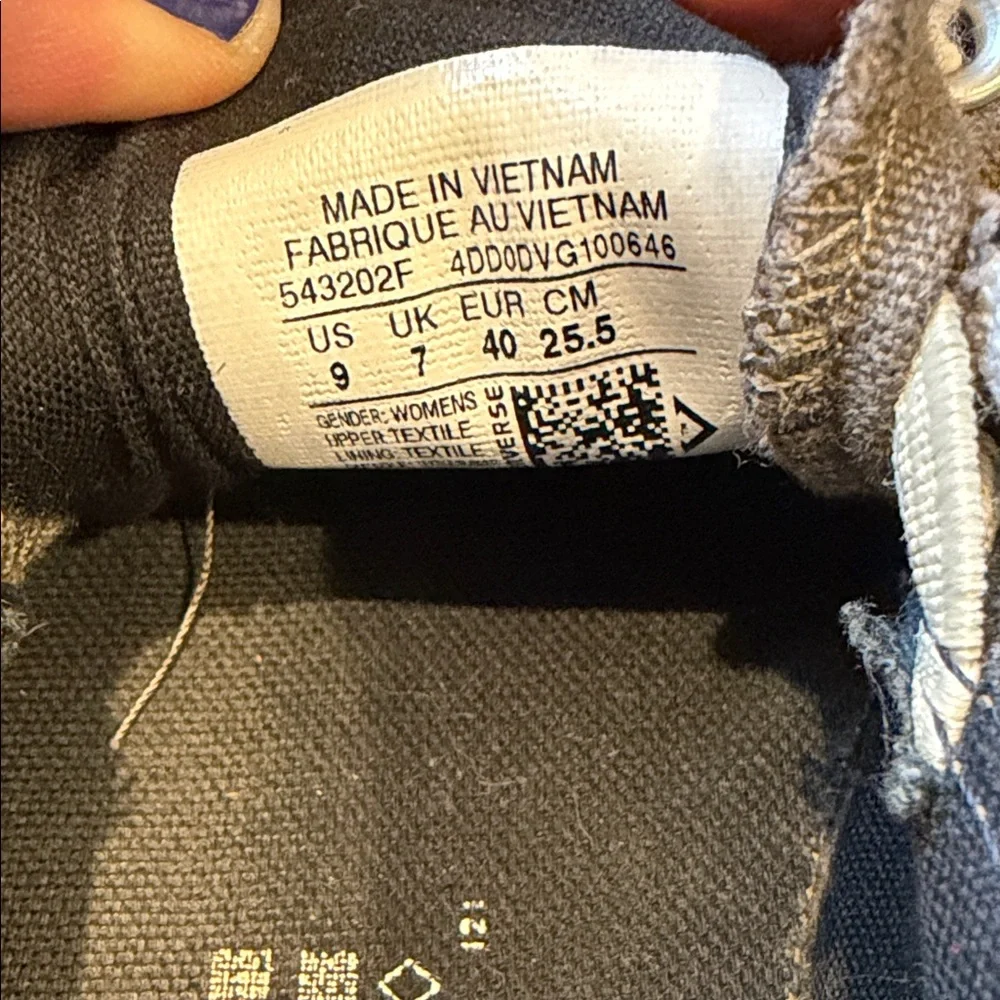 MADE IN VIETNAM
FABRIQUE AU VIETNAM
543202F 4DD0DVG100646
US UK EUR CM
9 7 40 25.5
GENDER: WOMENS
UPPER: TEXTILE
LINING: TEXTILE